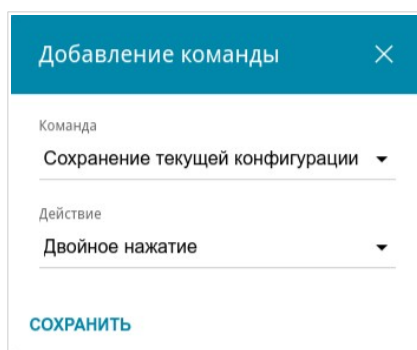 Добавление команды
Команда
Сохранение текущей конфигурации
Действие
Двойное нажатие
СОХРАНИТЬ